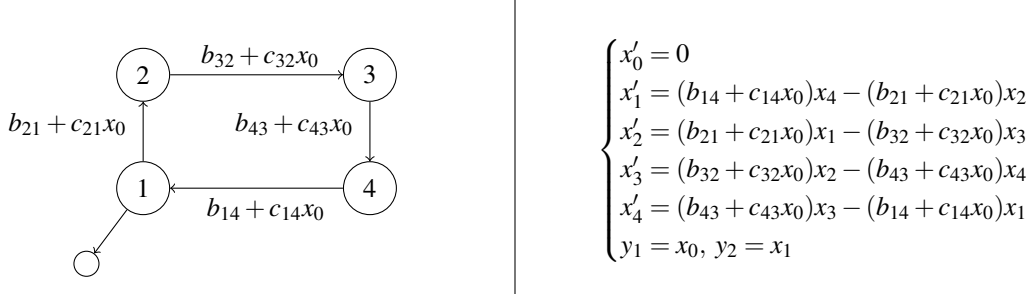 b₃₂ + c₃₂x₀
2
3
b₂₁ + c₂₁x₀
b₄₃ + c₄₃x₀
1
4
b₁₄ + c₁₄x₀
x′₀ = 0
x′₁ = (b₁₄ + c₁₄x₀)x₄ − (b₂₁ + c₂₁x₀)x₂
x′₂ = (b₂₁ + c₂₁x₀)x₁ − (b₃₂ + c₃₂x₀)x₃
x′₃ = (b₃₂ + c₃₂x₀)x₂ − (b₄₃ + c₄₃x₀)x₄
x′₄ = (b₄₃ + c₄₃x₀)x₃ − (b₁₄ + c₁₄x₀)x₁
y₁ = x₀, y₂ = x₁